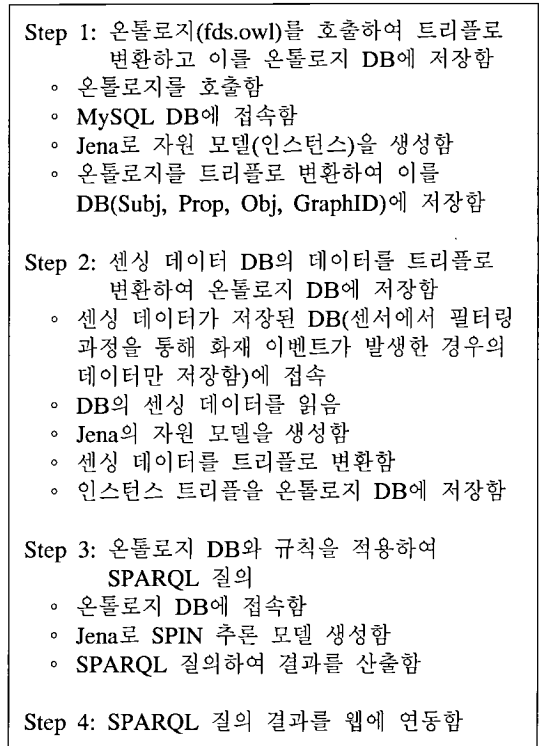 Step 1: 온톨로지(fds.owl)를 호출하여 트리플로
변환하고 이를 온톨로지 DB에 저장함
◦ 온톨로지를 호출함
◦ MySQL DB에 접속함
◦ Jena로 자원 모델(인스턴스)을 생성함
◦ 온톨로지를 트리플로 변환하여 이를
DB(Subj, Prop, Obj, GraphID)에 저장함
Step 2: 센싱 데이터 DB의 데이터를 트리플로
변환하여 온톨로지 DB에 저장함
◦ 센싱 데이터가 저장된 DB(센서에서 필터링
과정을 통해 화재 이벤트가 발생한 경우의
데이터만 저장함)에 접속
◦ DB의 센싱 데이터를 읽음
◦ Jena의 자원 모델을 생성함
◦ 센싱 데이터를 트리플로 변환함
◦ 인스턴스 트리플을 온톨로지 DB에 저장함
Step 3: 온톨로지 DB와 규칙을 적용하여
SPARQL 질의
◦ 온톨로지 DB에 접속함
◦ Jena로 SPIN 추론 모델 생성함
◦ SPARQL 질의하여 결과를 산출함
Step 4: SPARQL 질의 결과를 웹에 연동함